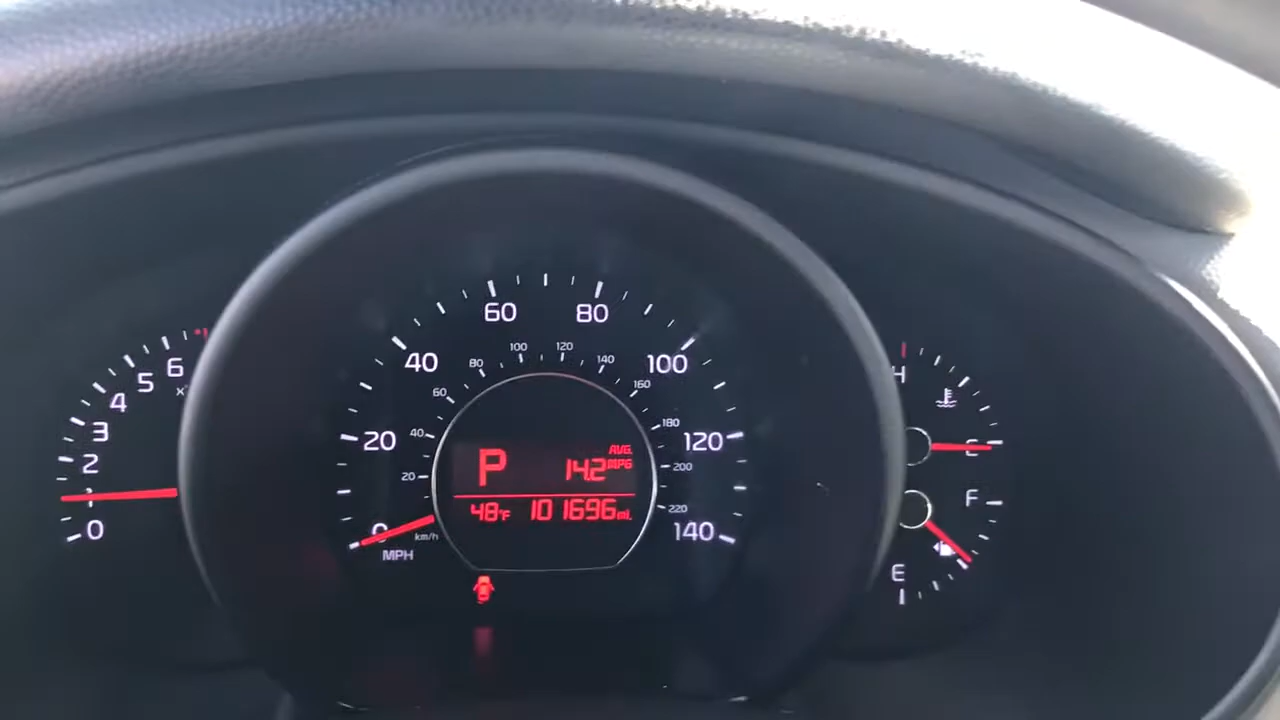 6
5
4
3
2
1
0
60 80
40 100
20 120
0 140
km/h
MPH
80 100 120 140
60 160
40 180
20 200
220
P AVG.
14.2 MPG
48°F 101696 mi.
H
C
F
E